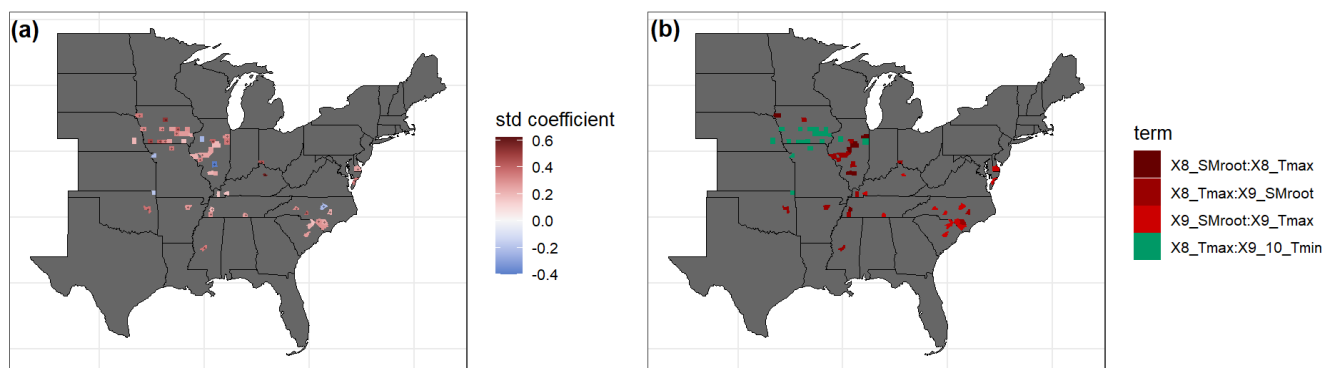 (a)
std coefficient
0.6
0.4
0.2
0.0
-0.2
-0.4
(b)
term
X8_SMroot:X8_Tmax
X8_Tmax:X9_SMroot
X9_SMroot:X9_Tmax
X8_Tmax:X9_10_Tmin